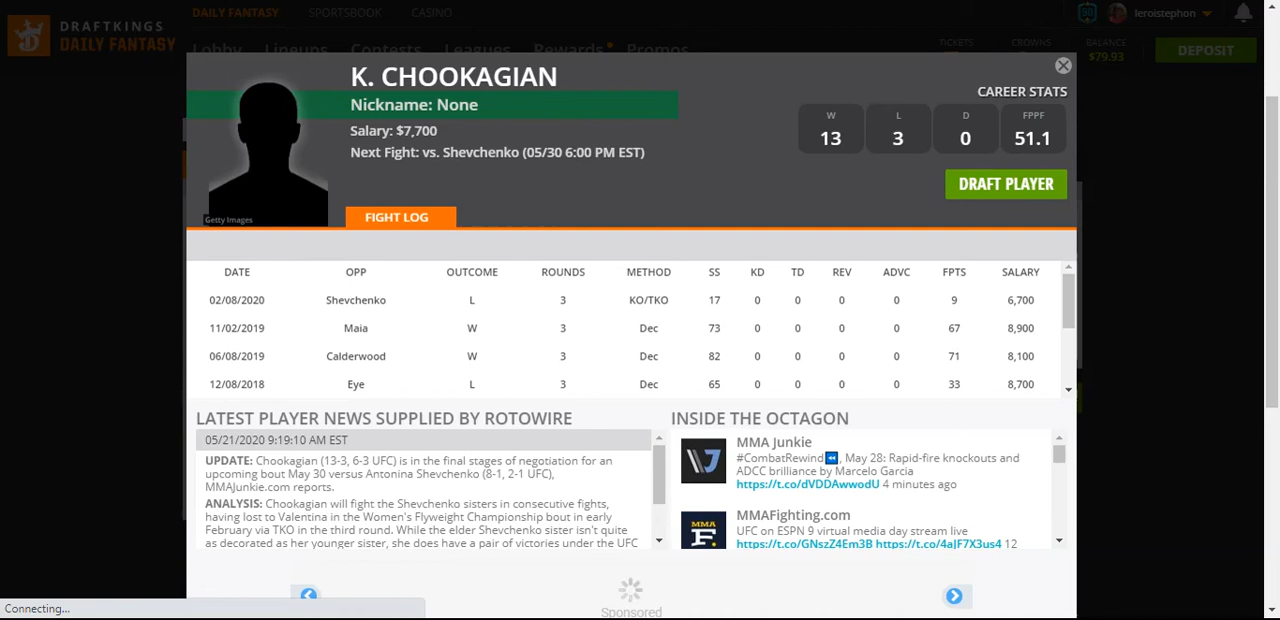 DRAFTKINGS
DAILY FANTASY
DAILY FANTASY SPORTSBOOK CASINO
leroistephon
Lobby Lineups Contests Leagues Rewards Promos
TICKETS CROWNS BALANCE
$79.93
DEPOSIT
K. CHOOKAGIAN
Nickname: None
Salary: $7,700
Next Fight: vs. Shevchenko (05/30 6:00 PM EST)
Getty Images
CAREER STATS
W L D FPPF
13 3 0 51.1
DRAFT PLAYER
FIGHT LOG
DATE OPP OUTCOME ROUNDS METHOD SS KD TD REV ADVC FPTS SALARY
02/08/2020 Shevchenko L 3 KO/TKO 17 0 0 0 0 9 6,700
11/02/2019 Maia W 3 Dec 73 0 0 0 0 67 8,900
06/08/2019 Calderwood W 3 Dec 82 0 0 0 0 71 8,100
12/08/2018 Eye L 3 Dec 65 0 0 0 0 33 8,700
LATEST PLAYER NEWS SUPPLIED BY ROTOWIRE
05/21/2020 9:19:10 AM EST
UPDATE: Chookagian (13-3, 6-3 UFC) is in the final stages of negotiation for an
upcoming bout May 30 versus Antonina Shevchenko (8-1, 2-1 UFC),
MMAJunkie.com reports.
ANALYSIS: Chookagian will fight the Shevchenko sisters in consecutive fights,
having lost to Valentina in the Women's Flyweight Championship bout in early
February via TKO in the third round. While the elder Shevchenko sister isn't quite
as decorated as her younger sister, she does have a pair of victories under the UFC
INSIDE THE OCTAGON
MMA Junkie
#CombatRewind⏪, May 28: Rapid-fire knockouts and
ADCC brilliance by Marcelo Garcia
https://t.co/dVDDAwwodU 4 minutes ago
MMA
F.
MMAFighting.com
UFC on ESPN 9 virtual media day stream live
https://t.co/GNszZ4Em3B https://t.co/4aJF7X3us4 12
Sponsored
Connecting...